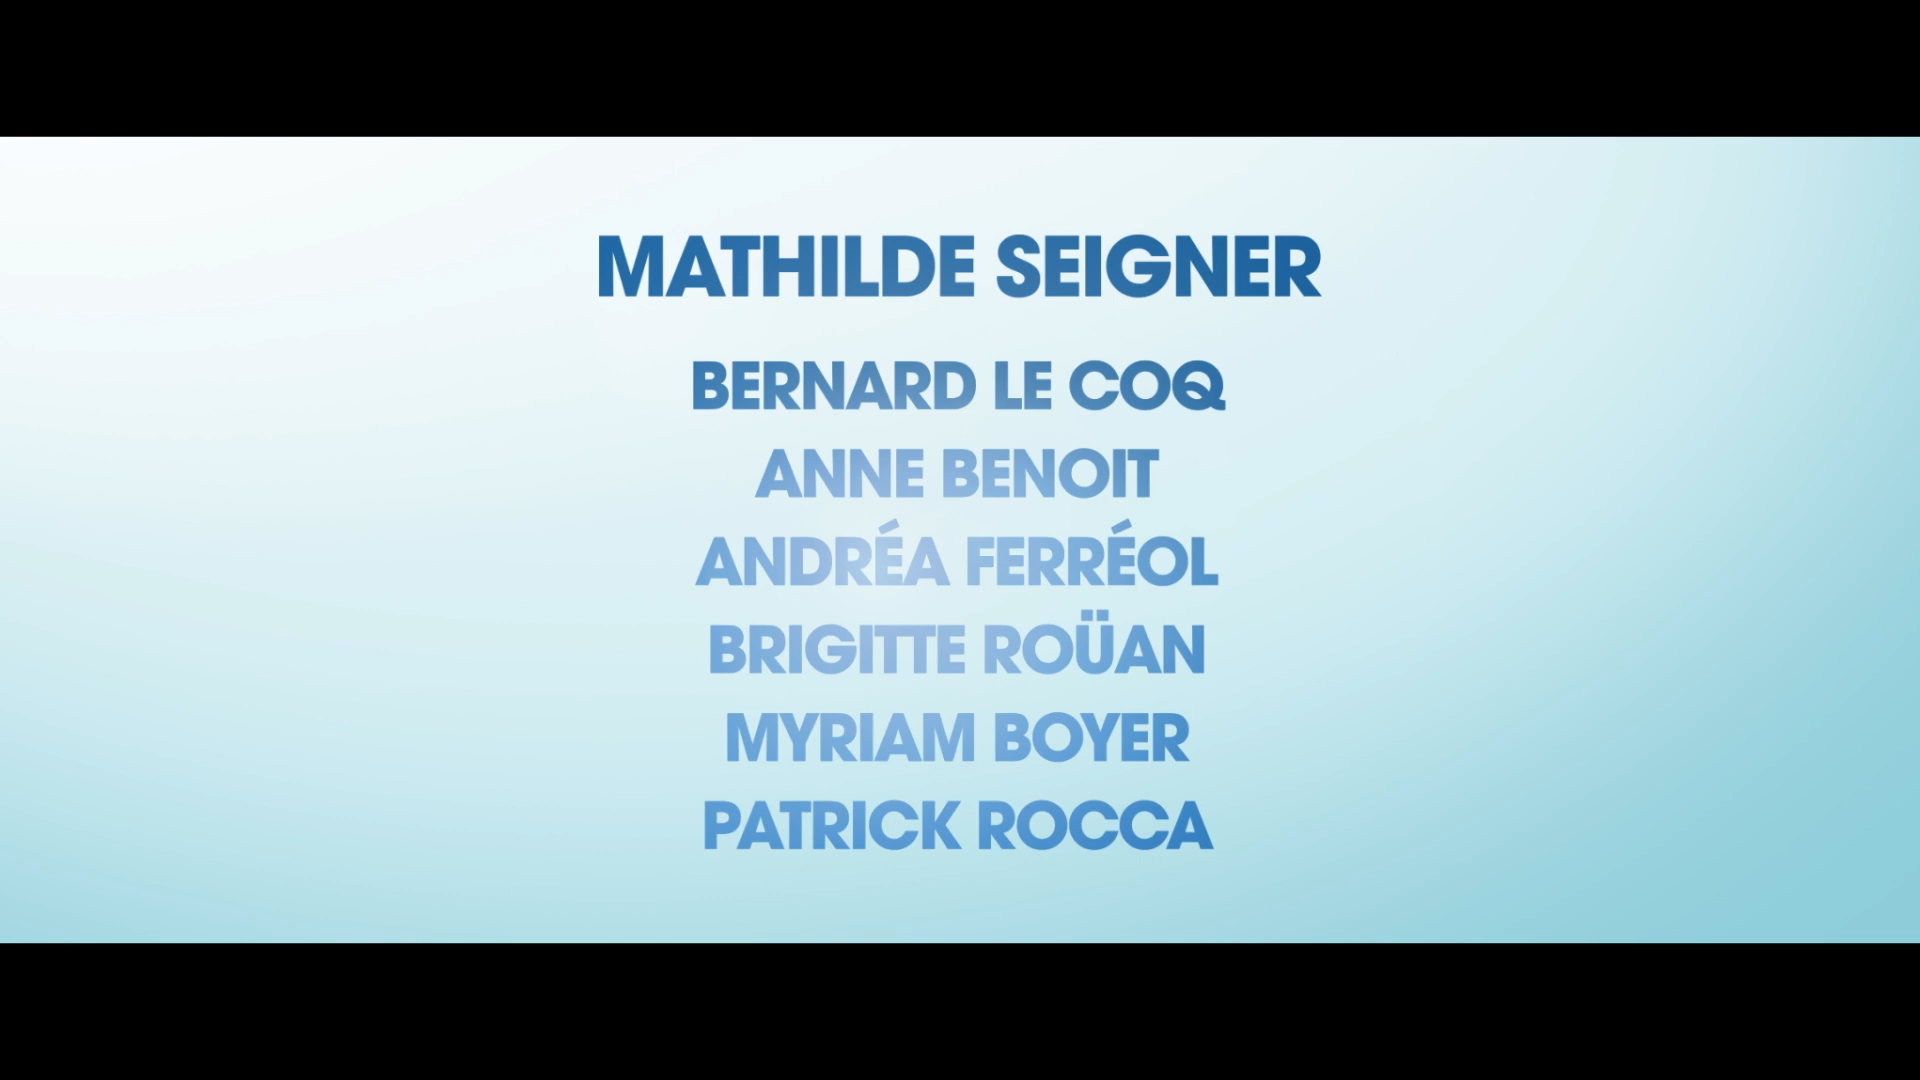 MATHILDE SEIGNER
BERNARD LE COQ
ANNE BENOIT
ANDRÉA FERRÉOL
BRIGITTE ROÜAN
MYRIAM BOYER
PATRICK ROCCA